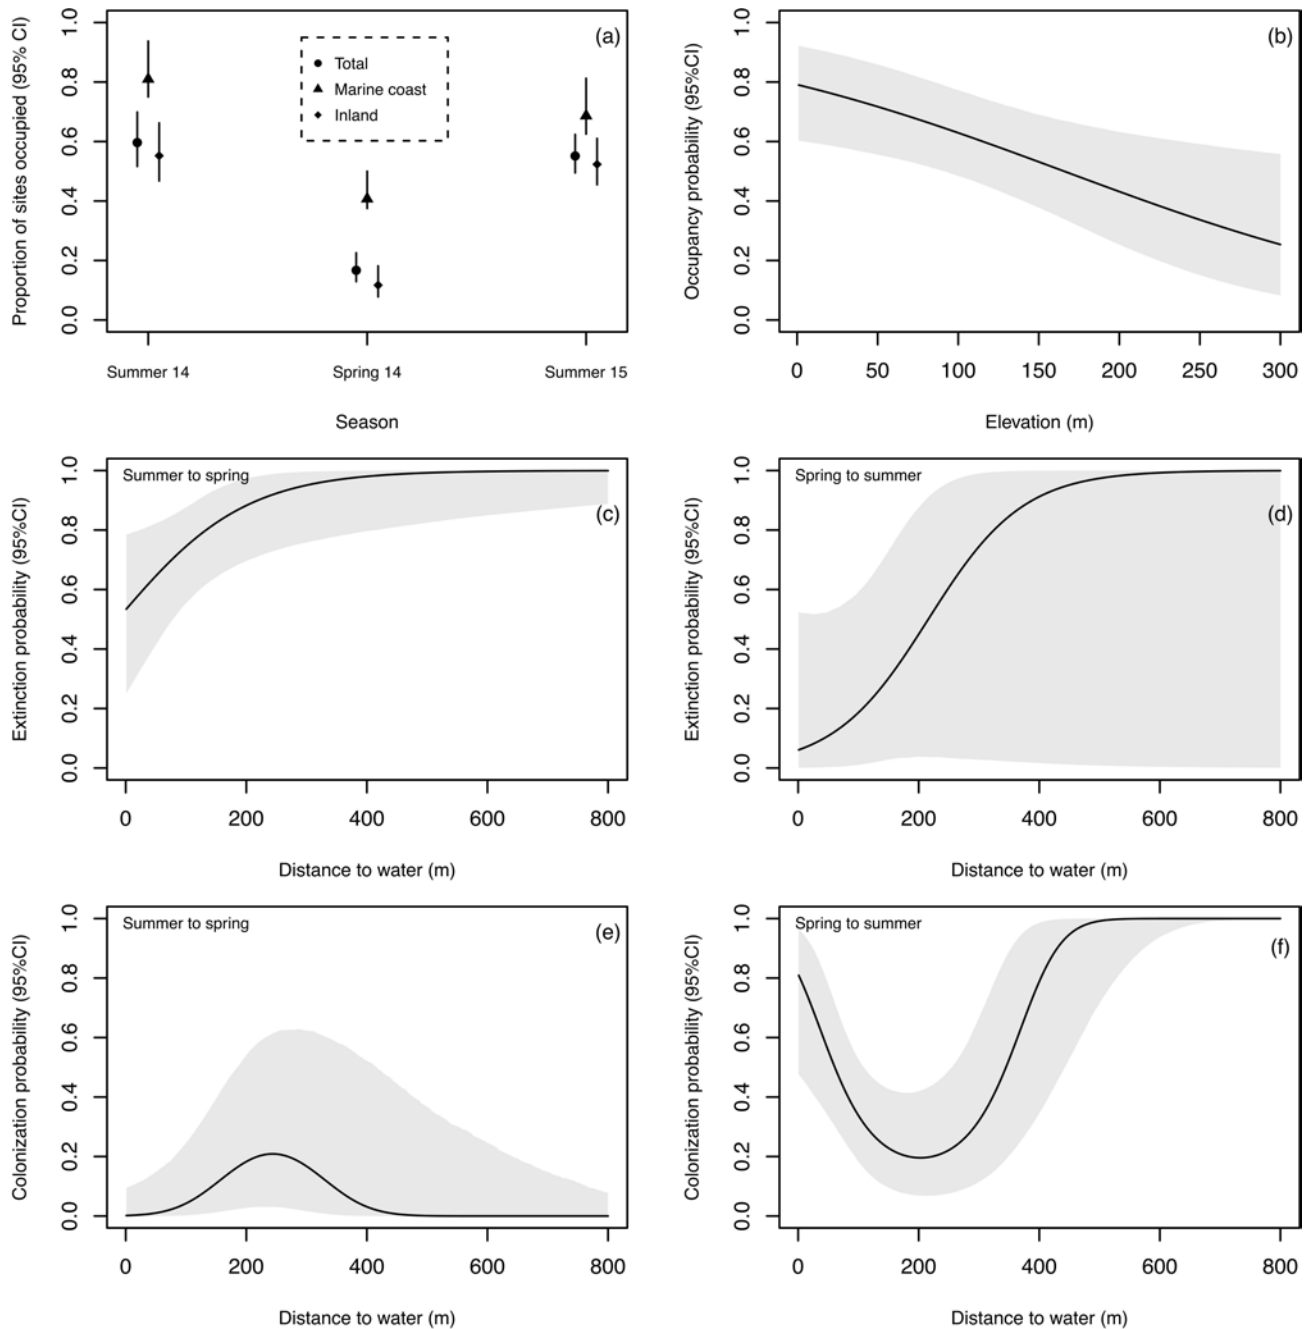 Proportion of sites occupied (95% CI)
0.0 0.2 0.4 0.6 0.8 1.0
(a)
Total
Marine coast
Inland
Summer 14 Spring 14 Summer 15
Season
Occupancy probability (95%CI)
0.0 0.2 0.4 0.6 0.8 1.0
(b)
0 50 100 150 200 250 300
Elevation (m)
Extinction probability (95%CI)
0.0 0.2 0.4 0.6 0.8 1.0
Summer to spring
(c)
0 200 400 600 800
Distance to water (m)
Extinction probability (95%CI)
0.0 0.2 0.4 0.6 0.8 1.0
Spring to summer
(d)
0 200 400 600 800
Distance to water (m)
Colonization probability (95%CI)
0.0 0.2 0.4 0.6 0.8 1.0
Summer to spring
(e)
0 200 400 600 800
Distance to water (m)
Colonization probability (95%CI)
0.0 0.2 0.4 0.6 0.8 1.0
Spring to summer
(f)
0 200 400 600 800
Distance to water (m)